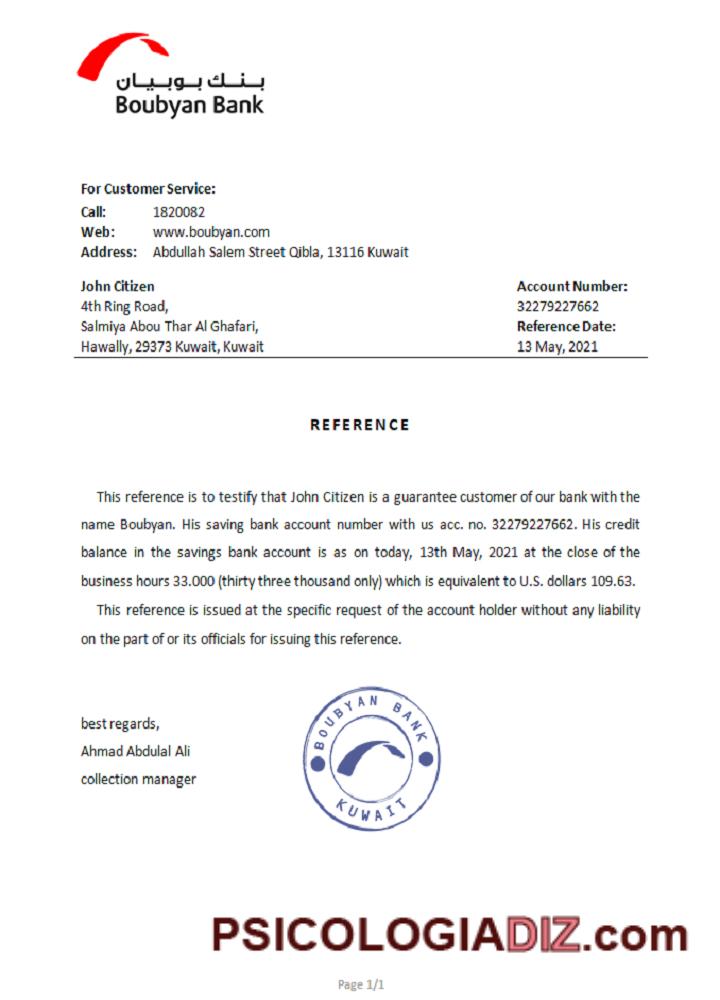 بنك بوبيان
Boubyan Bank
For Customer Service:
Call: 1820082
Web: www.boubyan.com
Address: Abdullah Salem Street Qibla, 13116 Kuwait
John Citizen
4th Ring Road,
Salmiya Abou Thar Al Ghafari,
Hawally, 29373 Kuwait, Kuwait
Account Number:
32279227662
Reference Date:
13 May, 2021
REFERENCE
This reference is to testify that John Citizen is a guarantee customer of our bank with the
name Boubyan. His saving bank account number with us acc. no. 32279227662. His credit
balance in the savings bank account is as on today, 13th May, 2021 at the close of the
business hours 33.000 (thirty three thousand only) which is equivalent to U.S. dollars 109.63.
This reference is issued at the specific request of the account holder without any liability
on the part of or its officials for issuing this reference.
best regards,
Ahmad Abdulal Ali
collection manager
BOUBYAN BANK
KUWAIT
PSICOLOGIADIZ.com
Page 1/1